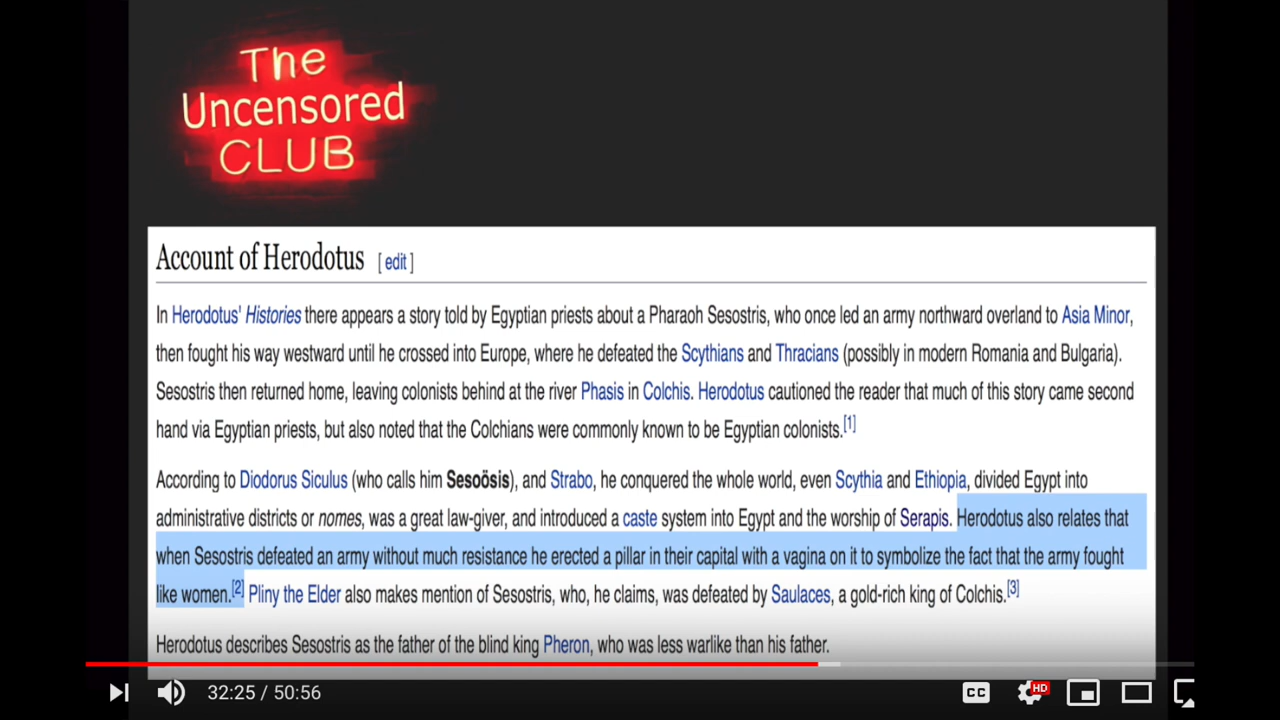 The
Uncensored
CLUB
Account of Herodotus [ edit ]
In Herodotus' Histories there appears a story told by Egyptian priests about a Pharaoh Sesostris, who once led an army northward overland to Asia Minor,
then fought his way westward until he crossed into Europe, where he defeated the Scythians and Thracians (possibly in modern Romania and Bulgaria).
Sesostris then returned home, leaving colonists behind at the river Phasis in Colchis. Herodotus cautioned the reader that much of this story came second
hand via Egyptian priests, but also noted that the Colchians were commonly known to be Egyptian colonists.[1]
According to Diodorus Siculus (who calls him Sesoösis), and Strabo, he conquered the whole world, even Scythia and Ethiopia, divided Egypt into
administrative districts or nomes, was a great law-giver, and introduced a caste system into Egypt and the worship of Serapis. Herodotus also relates that
when Sesostris defeated an army without much resistance he erected a pillar in their capital with a vagina on it to symbolize the fact that the army fought
like women.[2] Pliny the Elder also makes mention of Sesostris, who, he claims, was defeated by Saulaces, a gold-rich king of Colchis.[3]
Herodotus describes Sesostris as the father of the blind king Pheron, who was less warlike than his father.
32:25 / 50:56 CC HD